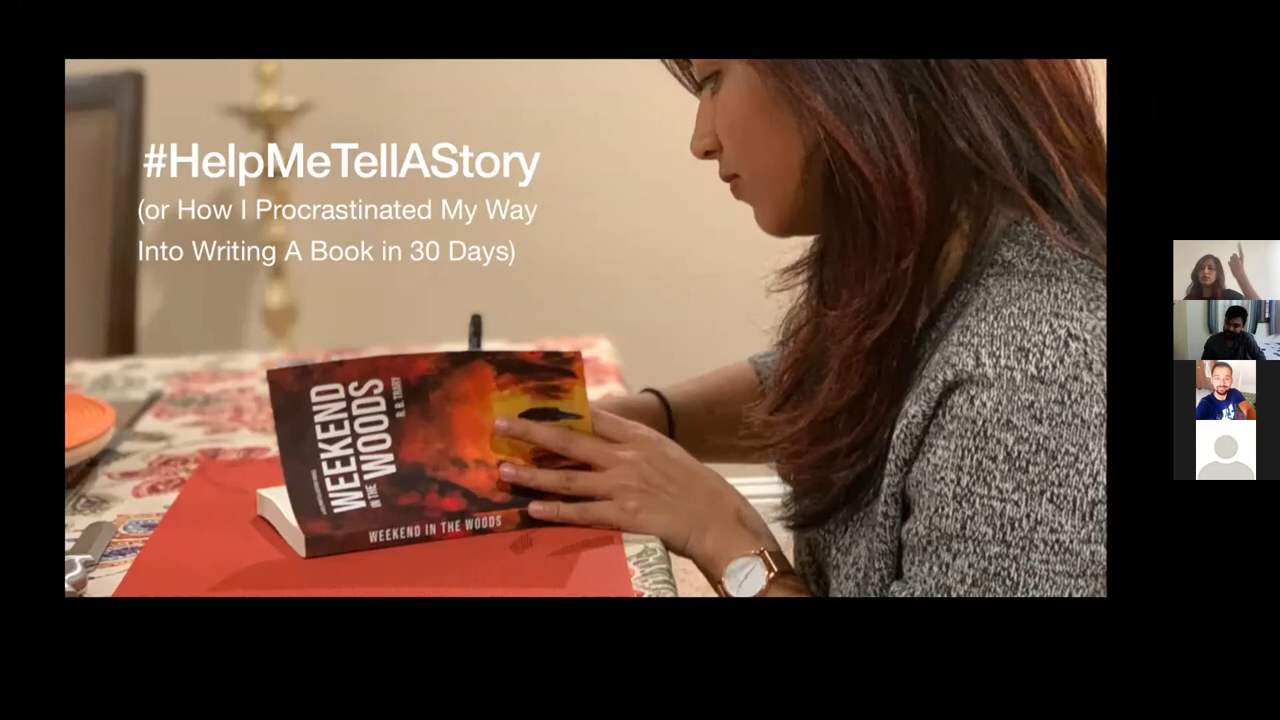 #HelpMeTellAStory
(or How I Procrastinated My Way
Into Writing A Book in 30 Days)
WEEKEND
IN THE WOODS
R. R. TRARY
WEEKEND IN THE WOODS